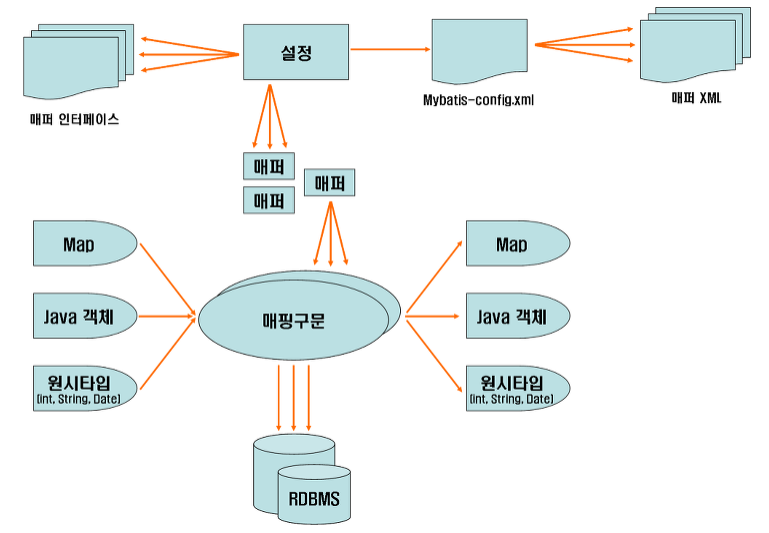 설정
매퍼 인터페이스
Mybatis-config.xml
매퍼 XML
매퍼
매퍼
매퍼
Map
Map
Java 객체
매핑구문
Java 객체
원시타입
(int, String, Date)
원시타입
(int, String, Date)
RDBMS